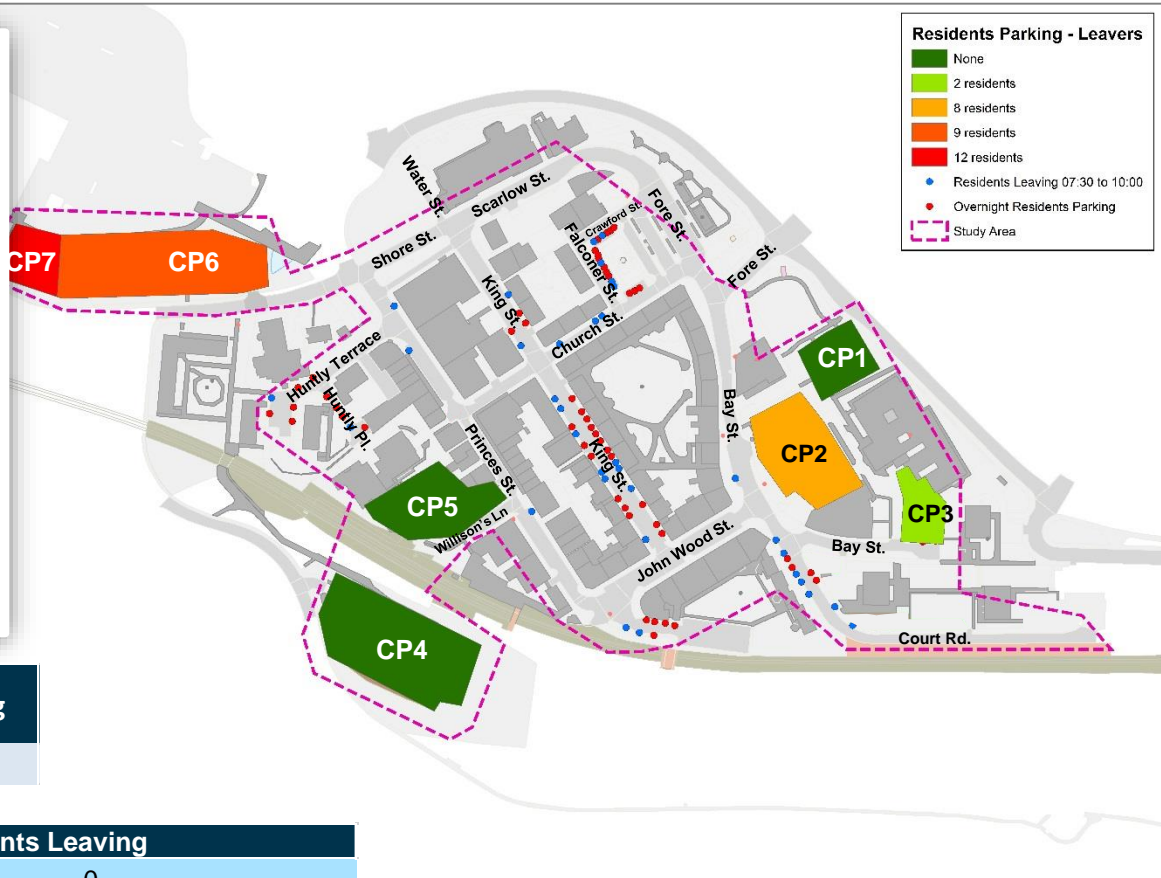 Residents Parking - Leavers
None
2 residents
8 residents
9 residents
12 residents
Residents Leaving 07:30 to 10:00
Overnight Residents Parking
Study Area
Water St.
Scarlow St.
Fore St.
Crawford St.
Falconer St.
Shore St.
Fore St.
CP7
CP6
King St.
Church St.
Huntly Terrace
CP1
Huntly Pl.
Bay St.
Princes St.
King St.
CP2
CP5
CP3
Willison's Ln
John Wood St.
Bay St.
Court Rd.
CP4
g
nts Leaving
0